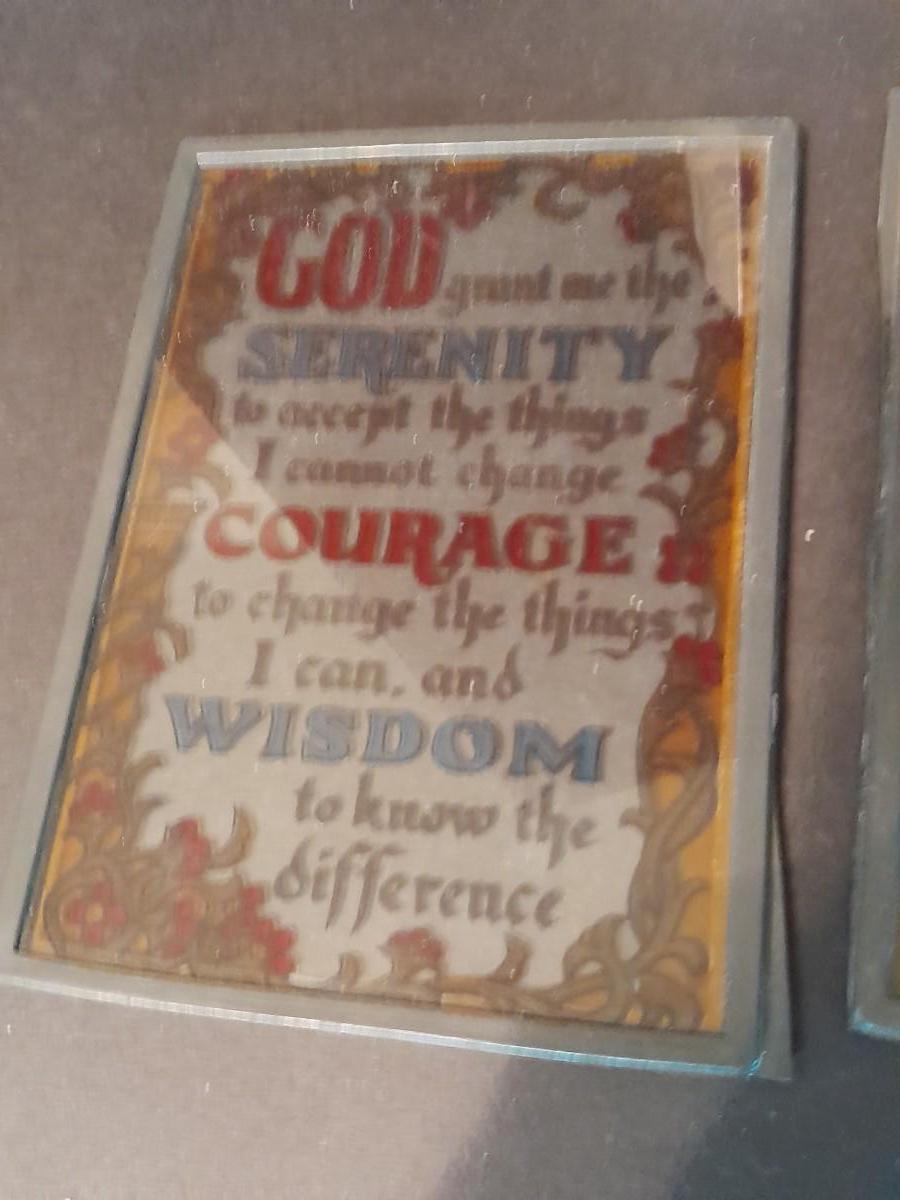 GOD grant me the
SERENITY
to accept the things
I cannot change
COURAGE
to change the things
I can, and
WISDOM
to know the
difference